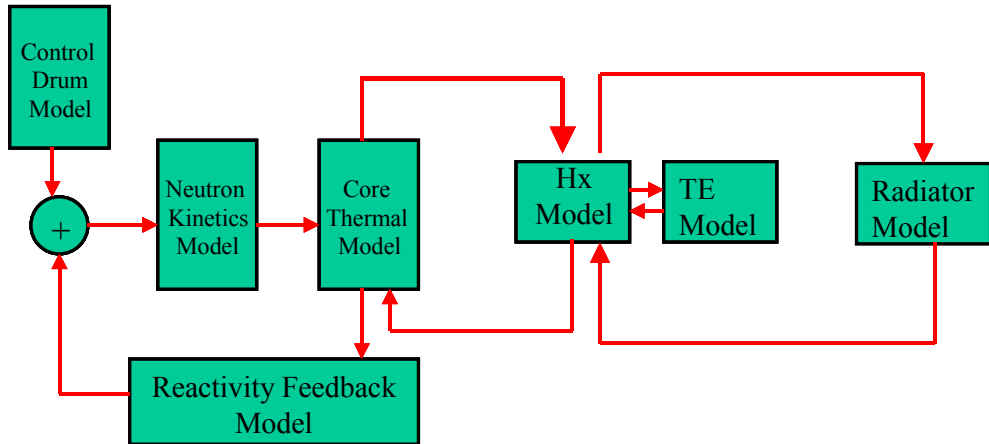 Control
Drum
Model
+
Neutron
Kinetics
Model
Core
Thermal
Model
Hx
Model
TE
Model
Radiator
Model
Reactivity Feedback
Model